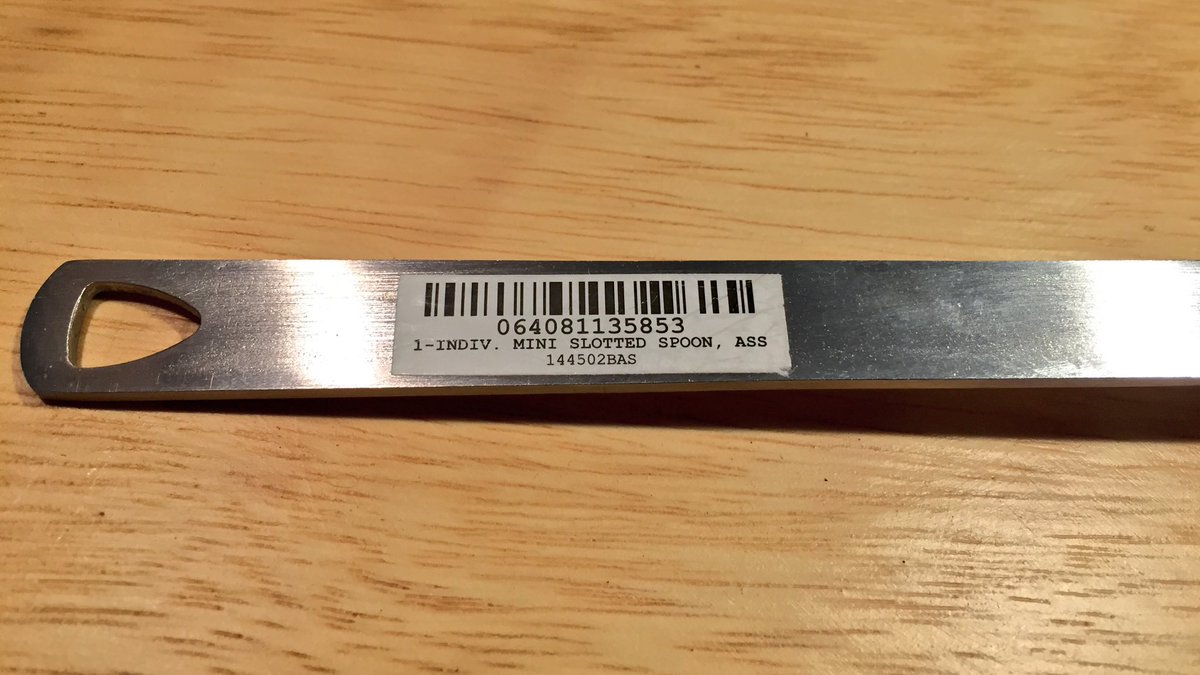 064081135853
1-INDIV. MINI SLOTTED SPOON, ASS
144502BAS